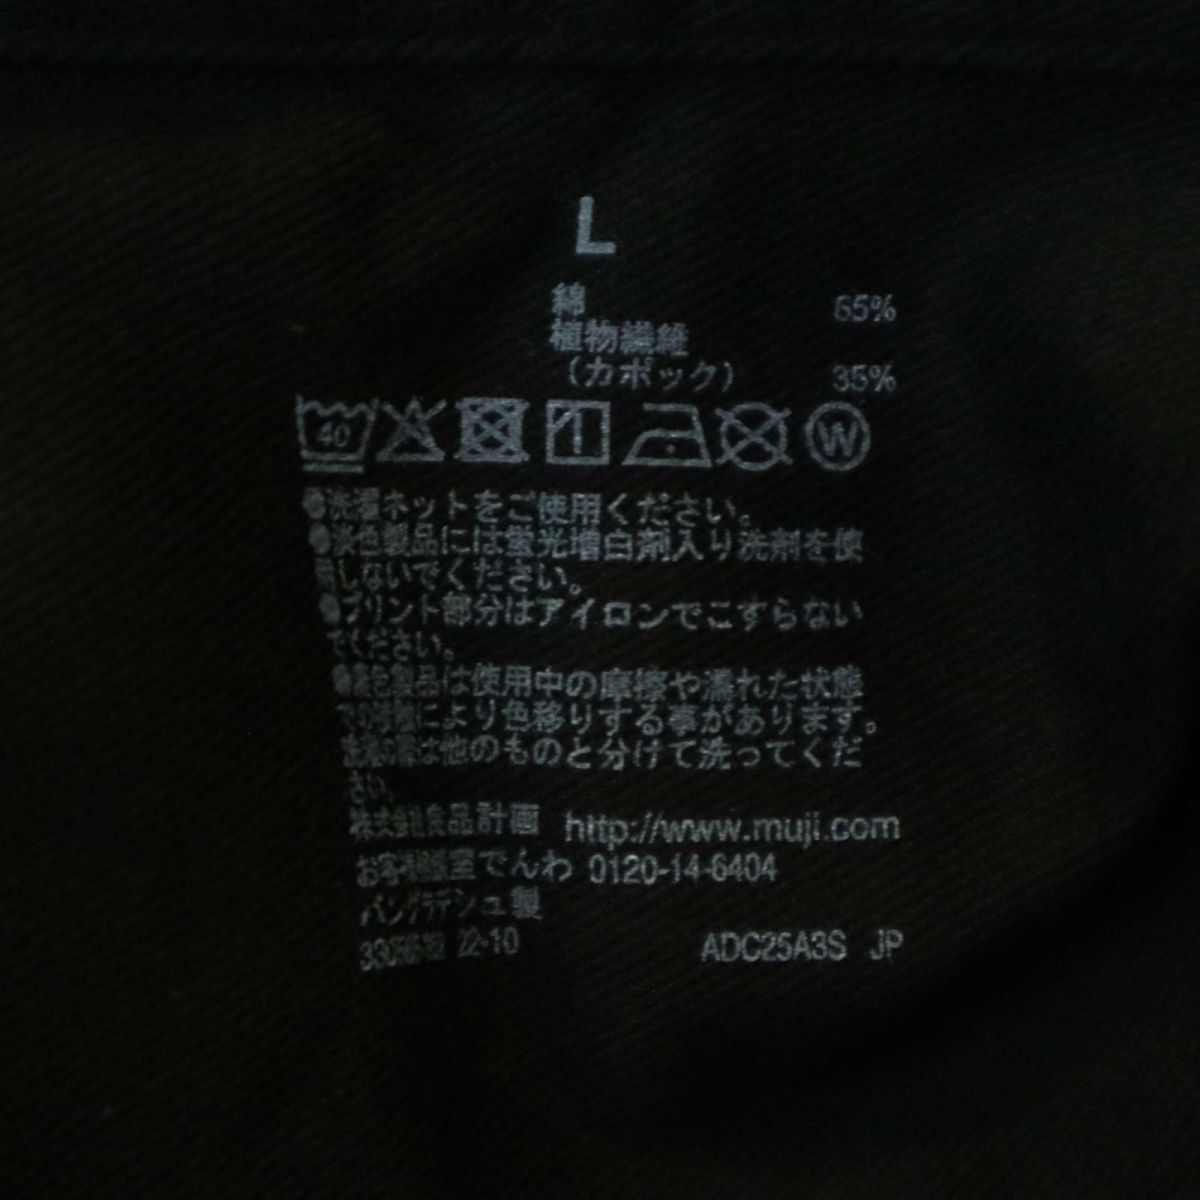 L
綿 65%
植物繊維
(カポック) 35%
40 W
●洗濯ネットをご使用ください。
●淡色製品には蛍光増白剤入り洗剤を使
用しないでください。
●プリント部分はアイロンでこすらない
でください。
●濃色製品は使用中の摩擦や濡れた状態
での接触により色移りする事があります。
洗濯の際は他のものと分けて洗ってくだ
さい。
株式会社良品計画 http://www.muji.com
お客様相談室でんわ 0120-14-6404
バングラデシュ製
22-10 ADC25A3S JP